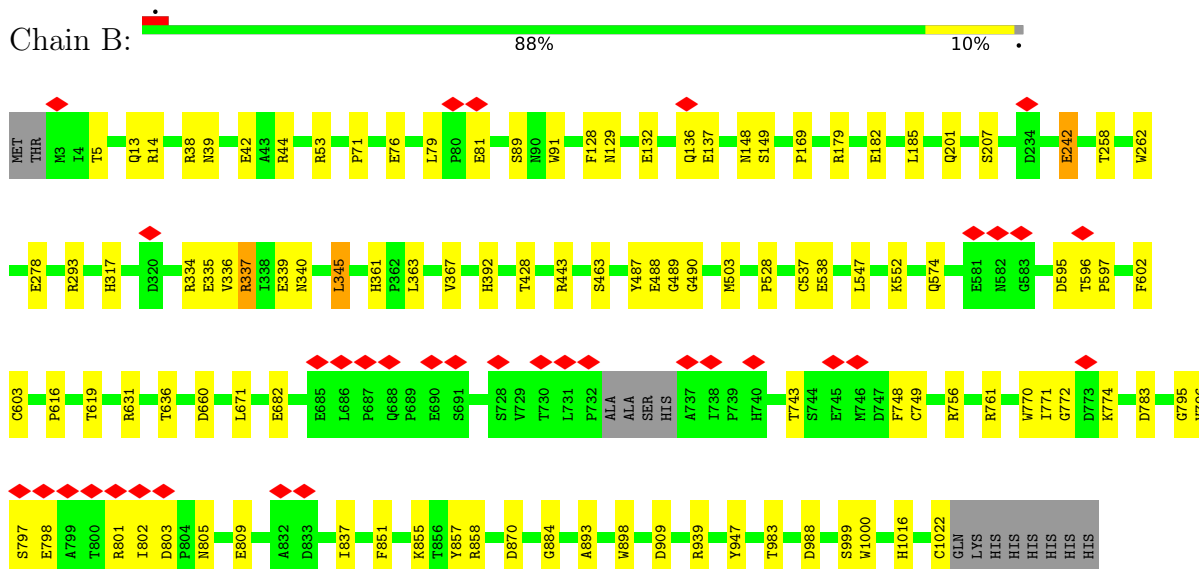 Chain B:
88% 10%
MET THR M3 I4 T5 Q13 R14 R38 N39 E42 A43 R44 R53 P71 E76 L79 P80 E81 S89 N90 W91 F128 N129 E132 Q136 E137 N148 S149 P169 R179 E182 L185 Q201 S207 D234 E242 T258 W262
E278 R293 H317 D320 R334 E335 V336 R337 I338 E339 N340 L345 H361 P362 L363 V367 H392 T428 R443 S463 Y487 E488 G489 G490 M503 P528 C537 E538 L547 K552 Q574 E581 N582 G583 D595 T596 P597 F602
C603 P616 T619 R631 T636 D660 L671 E682 E685 L686 P687 Q688 P689 E690 S691 S728 V729 T730 L731 P732 ALA ALA SER HIS A737 I738 P739 H740 T743 S744 E745 M746 D747 F748 C749 R756 R761 W770 I771 G772 D773 K774 D783 G795
S797 E798 A799 T800 R801 I802 D803 P804 N805 E809 A832 D833 I837 F851 K855 T856 Y857 R858 D870 G884 A893 W898 D909 R939 Y947 T983 D988 S999 W1000 H1016 C1022 GLN LYS HIS HIS HIS HIS HIS HIS